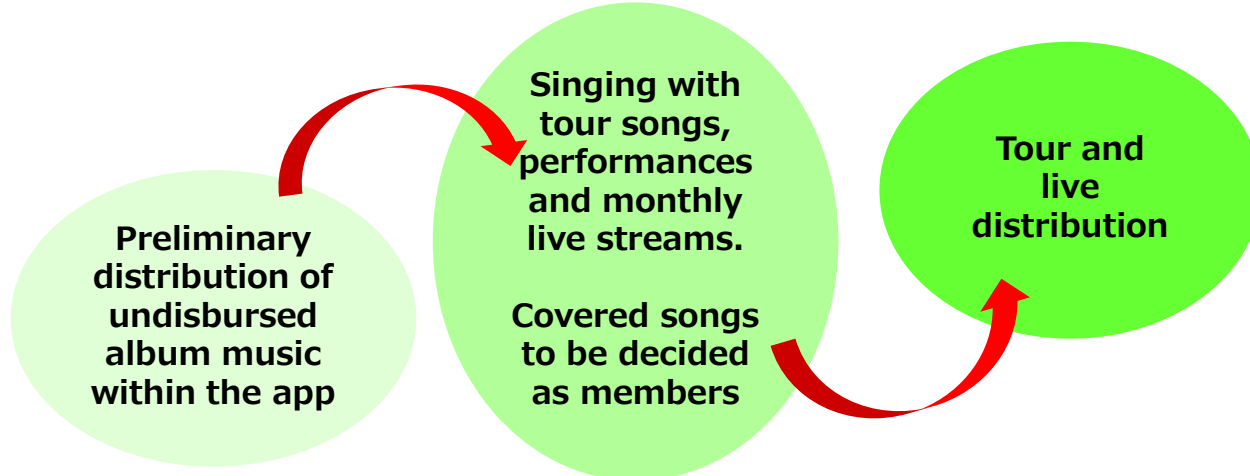 Preliminary
distribution of
undisbursed
album music
within the app
Singing with
tour songs,
performances
and monthly
live streams.
Covered songs
to be decided
as members
Tour and
live
distribution